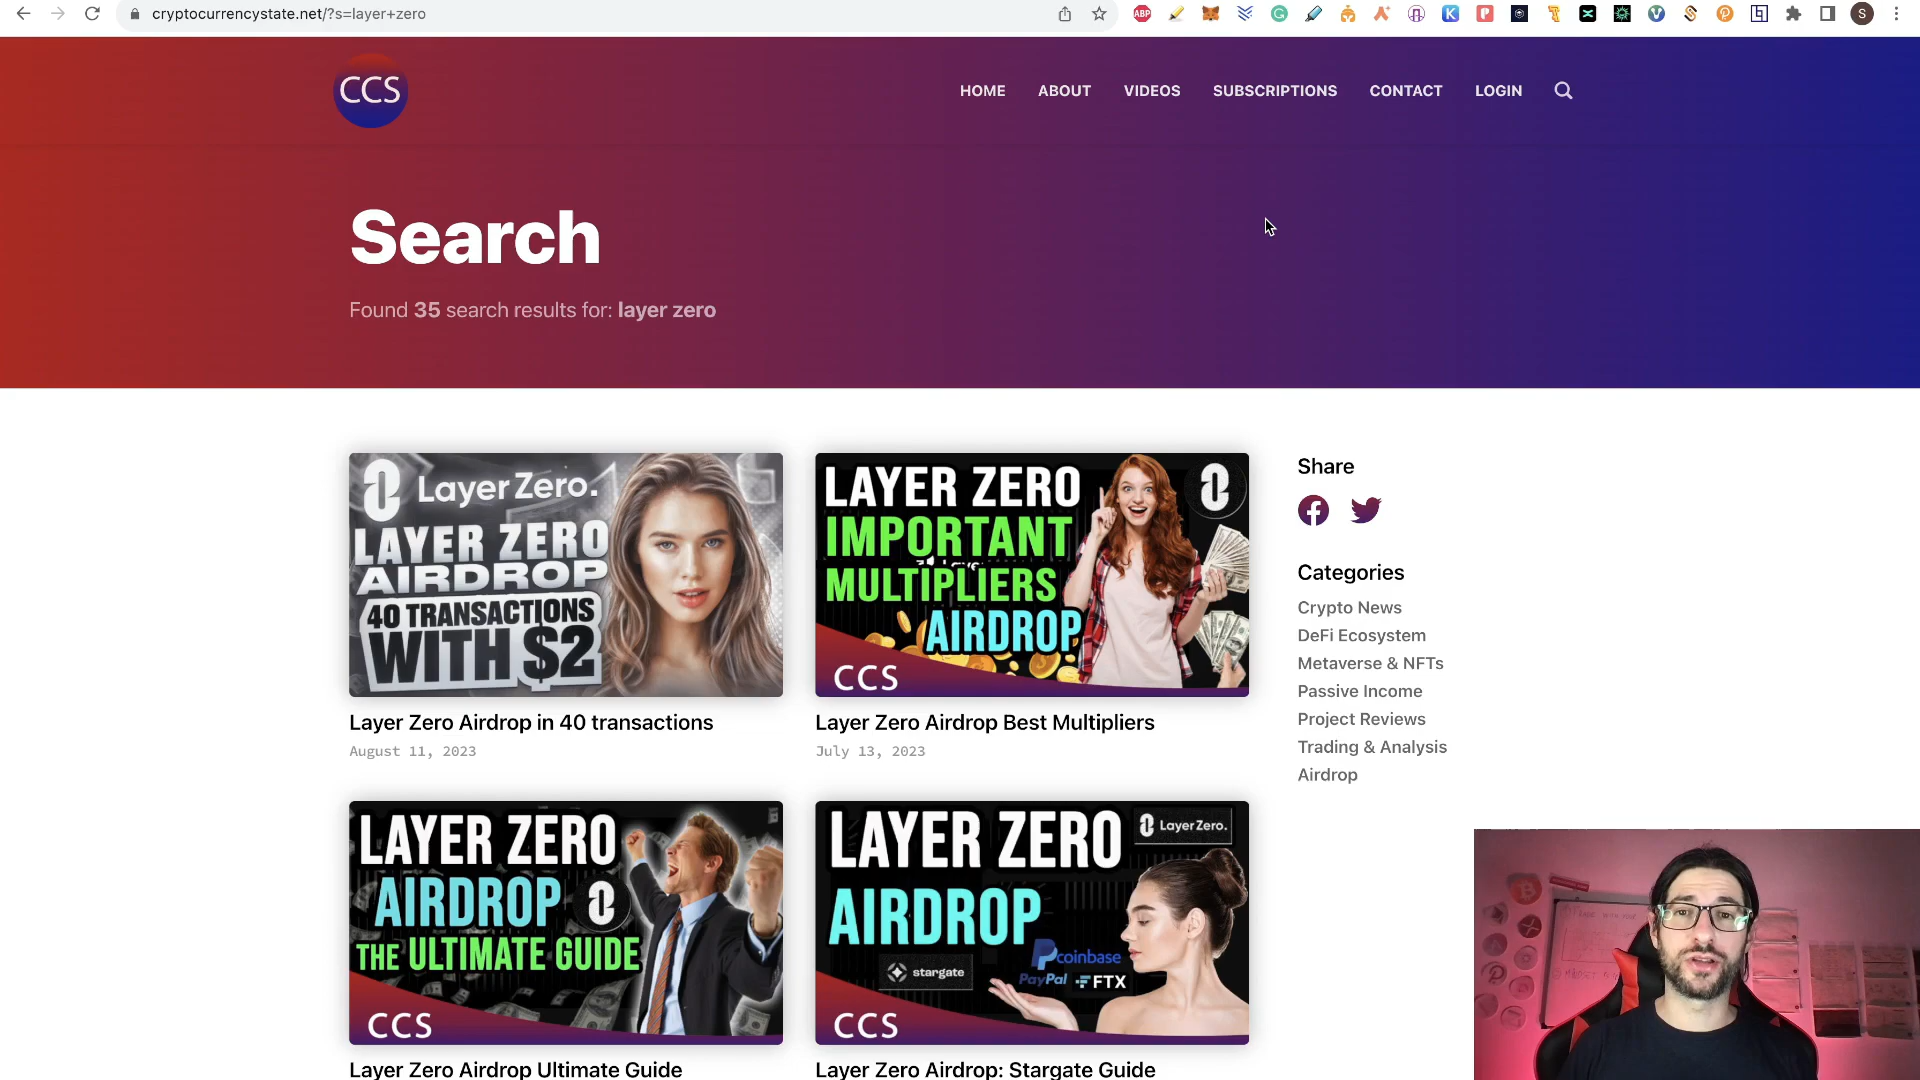 cryptocurrencystate.net/?s=layer+zero
ABP
S
CCS
HOME
ABOUT
VIDEOS
SUBSCRIPTIONS
CONTACT
LOGIN
Search
Found 35 search results for: layer zero
LayerZero.
LAYER ZERO
AIRDROP
40 TRANSACTIONS
WITH $2
Layer Zero Airdrop in 40 transactions
August 11, 2023
LAYER ZERO
IMPORTANT
MULTIPLIERS
AIRDROP
CCS
Layer Zero Airdrop Best Multipliers
July 13, 2023
LAYER ZERO
AIRDROP
THE ULTIMATE GUIDE
CCS
Layer Zero Airdrop Ultimate Guide
LAYER ZERO
LayerZero.
AIRDROP
coinbase
stargate
PayPal
FTX
CCS
Layer Zero Airdrop: Stargate Guide
Share
Categories
Crypto News
DeFi Ecosystem
Metaverse & NFTs
Passive Income
Project Reviews
Trading & Analysis
Airdrop